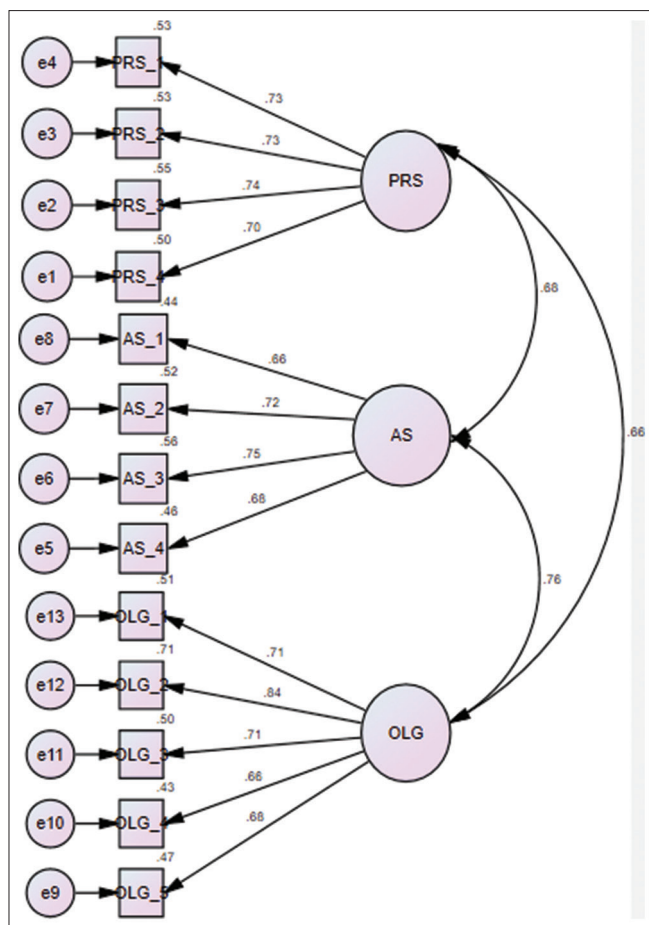 .53
e4 PRS_1
.73
.53
e3 PRS_2
.73
PRS
.55
e2 PRS_3
.74
.50
.70
e1 PRS_4
.68
.44
e8 AS_1
.66
.52
e7 AS_2
.72
AS
.66
.56
e6 AS_3
.75
.46
.68
e5 AS_4
.76
.51
e13 OLG_1
.71
.71
e12 OLG_2
.84
OLG
.50
e11 OLG_3
.71
.43
.66
e10 OLG_4
.68
.47
e9 OLG_5